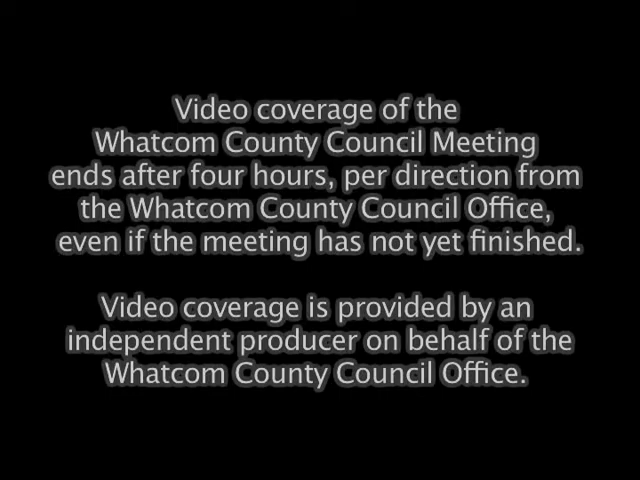 Video coverage of the
Whatcom County Council Meeting
ends after four hours, per direction from
the Whatcom County Council Office,
even if the meeting has not yet finished.
Video coverage is provided by an
independent producer on behalf of the
Whatcom County Council Office.